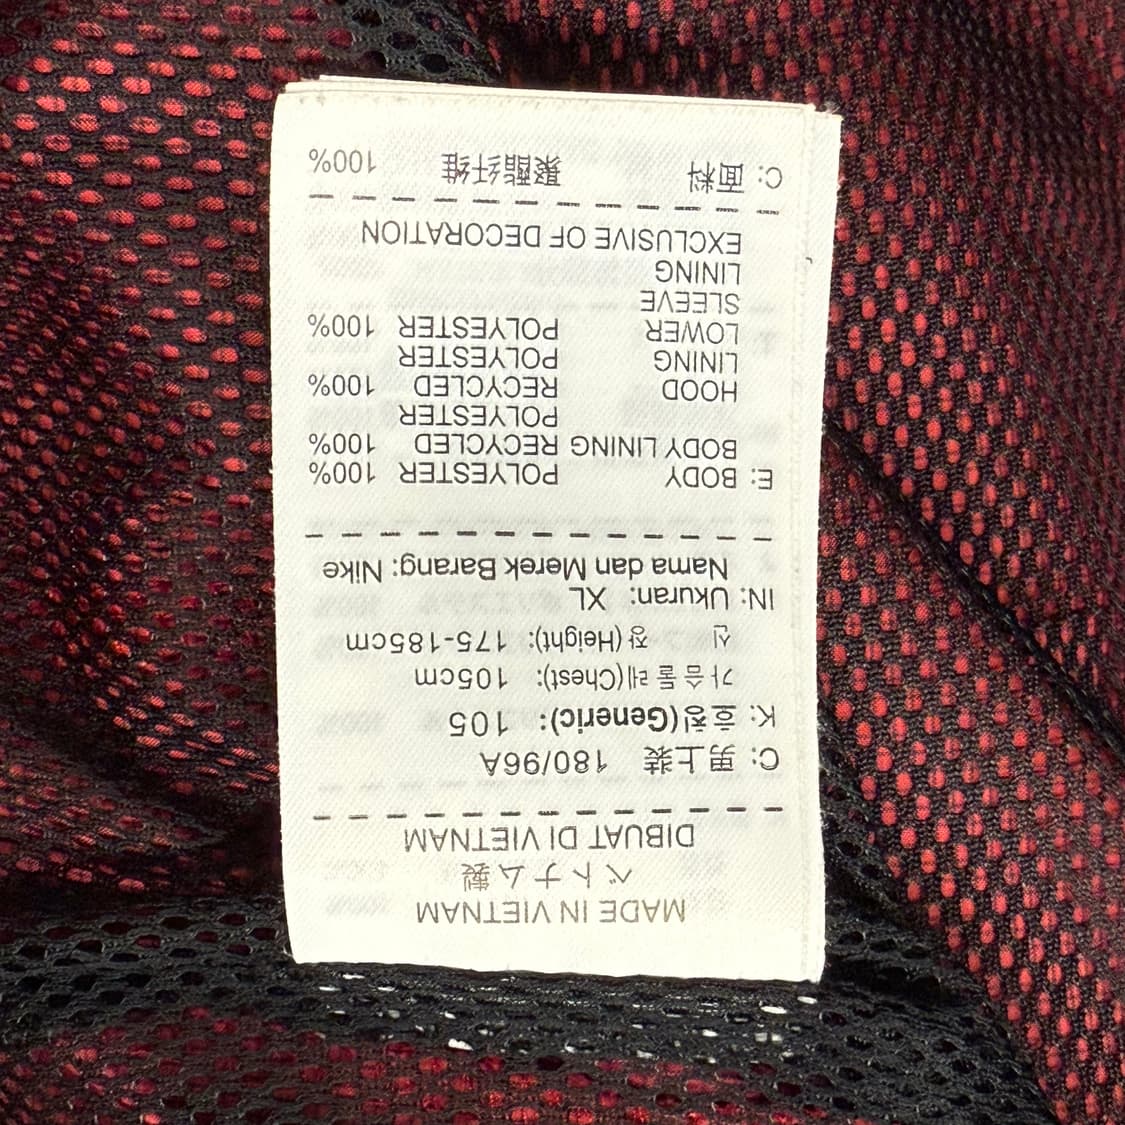 MADE IN VIETNAM
ベトナム製
DIBUAT DI VIETNAM
C: 男上装 180/96A
K: 호칭(Generic): 105
가슴둘레(Chest): 105cm
신 장(Height): 175-185cm
IN: Ukuran: XL
Nama dan Merek Barang: Nike
E: BODY POLYESTER 100%
BODY LINING RECYCLED 100%
POLYESTER
HOOD RECYCLED 100%
LINING POLYESTER
LOWER POLYESTER 100%
SLEEVE
LINING
EXCLUSIVE OF DECORATION
C: 面料 聚酯纤维 100%